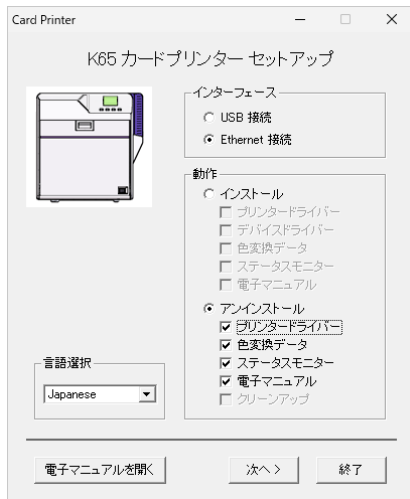 Card Printer
K65 カードプリンター セットアップ
インターフェース
USB 接続
Ethernet 接続
動作
インストール
プリンタードライバー
デバイスドライバー
色変換データ
ステータスモニター
電子マニュアル
アンインストール
プリンタードライバー
色変換データ
ステータスモニター
電子マニュアル
クリーンアップ
言語選択
Japanese
電子マニュアルを開く
次へ >
終了